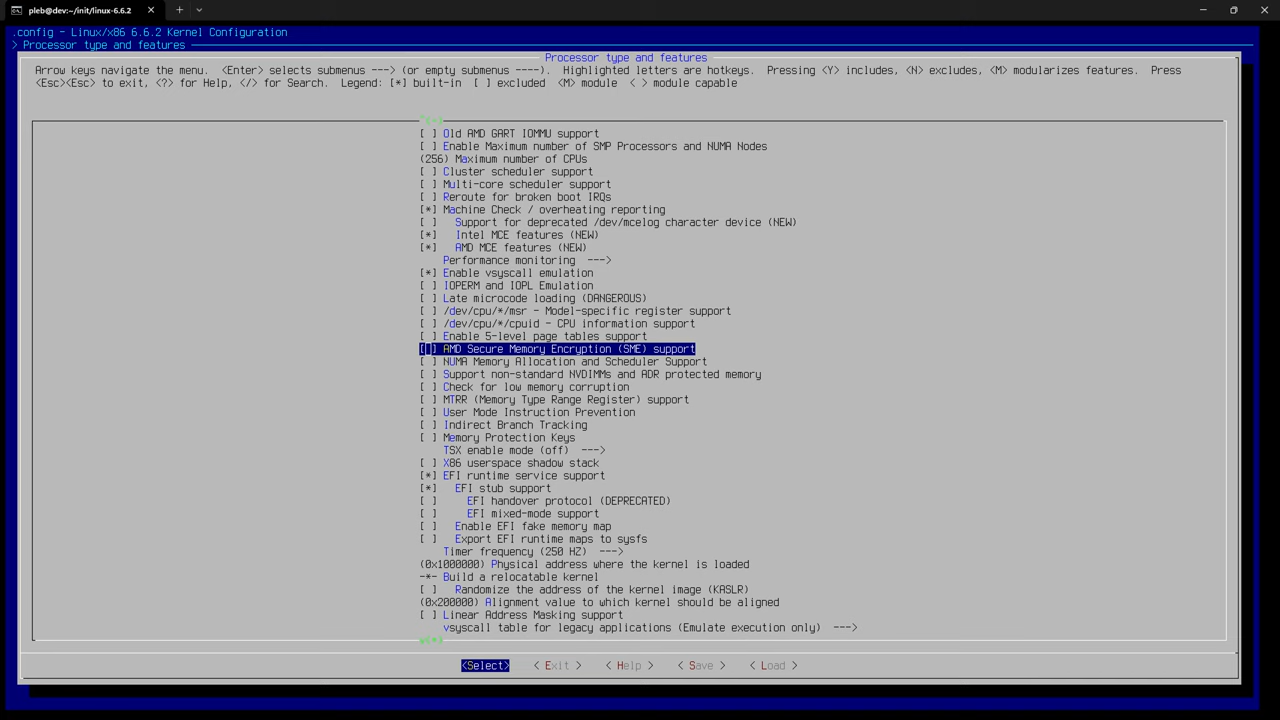 pleb@dev:~/init/linux-6.6.2
.config - Linux/x86 6.6.2 Kernel Configuration
> Processor type and features
Processor type and features
Arrow keys navigate the menu. <Enter> selects submenus ---> (or empty submenus ----). Highlighted letters are hotkeys. Pressing <Y> includes, <N> excludes, <M> modularizes features. Press
<Esc><Esc> to exit, <?> for Help, </> for Search. Legend: [*] built-in [ ] excluded <M> module < > module capable
^(-)
[ ] Old AMD GART IOMMU support
[ ] Enable Maximum number of SMP Processors and NUMA Nodes
(256) Maximum number of CPUs
[ ] Cluster scheduler support
[ ] Multi-core scheduler support
[ ] Reroute for broken boot IRQs
[*] Machine Check / overheating reporting
[ ] Support for deprecated /dev/mcelog character device (NEW)
[*] Intel MCE features (NEW)
[*] AMD MCE features (NEW)
Performance monitoring --->
[*] Enable vsyscall emulation
[ ] IOPERM and IOPL Emulation
[ ] Late microcode loading (DANGEROUS)
[ ] /dev/cpu/*/msr - Model-specific register support
[ ] /dev/cpu/*/cpuid - CPU information support
[ ] Enable 5-level page tables support
[ ] AMD Secure Memory Encryption (SME) support
[ ] NUMA Memory Allocation and Scheduler Support
[ ] Support non-standard NVDIMMs and ADR protected memory
[ ] Check for low memory corruption
[ ] MTRR (Memory Type Range Register) support
[ ] User Mode Instruction Prevention
[ ] Indirect Branch Tracking
[ ] Memory Protection Keys
TSX enable mode (off) --->
[ ] X86 userspace shadow stack
[*] EFI runtime service support
[*] EFI stub support
[ ] EFI handover protocol (DEPRECATED)
[ ] EFI mixed-mode support
[ ] Enable EFI fake memory map
[ ] Export EFI runtime maps to sysfs
Timer frequency (250 HZ) --->
(0x1000000) Physical address where the kernel is loaded
-*- Build a relocatable kernel
[ ] Randomize the address of the kernel image (KASLR)
(0x200000) Alignment value to which kernel should be aligned
[ ] Linear Address Masking support
vsyscall table for legacy applications (Emulate execution only) --->
v(+)
<Select> < Exit > < Help > < Save > < Load >